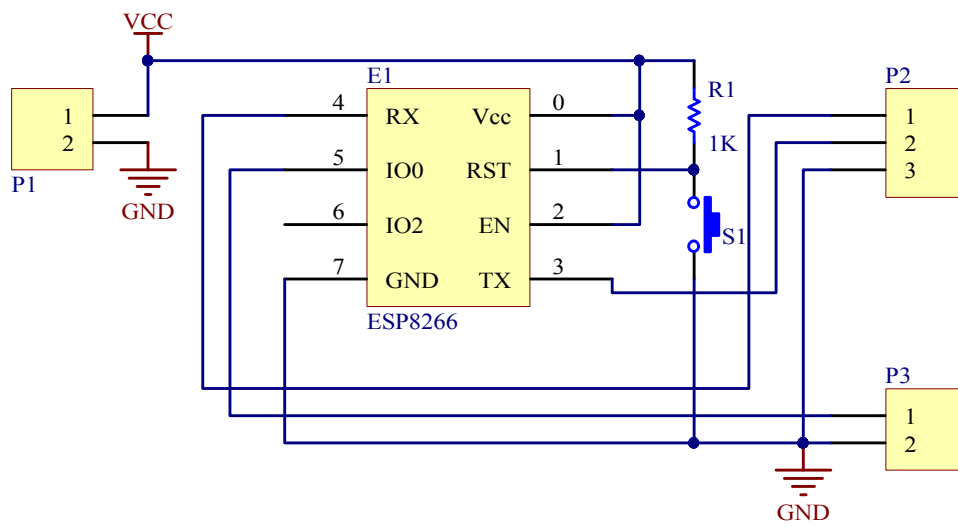 VCC
E1
P2
R1
1K
1
2
P1
GND
4
RX
Vcc
0
5
IO0
RST
1
6
IO2
EN
2
7
GND
TX
3
ESP8266
S1
1
2
3
P3
1
2
GND